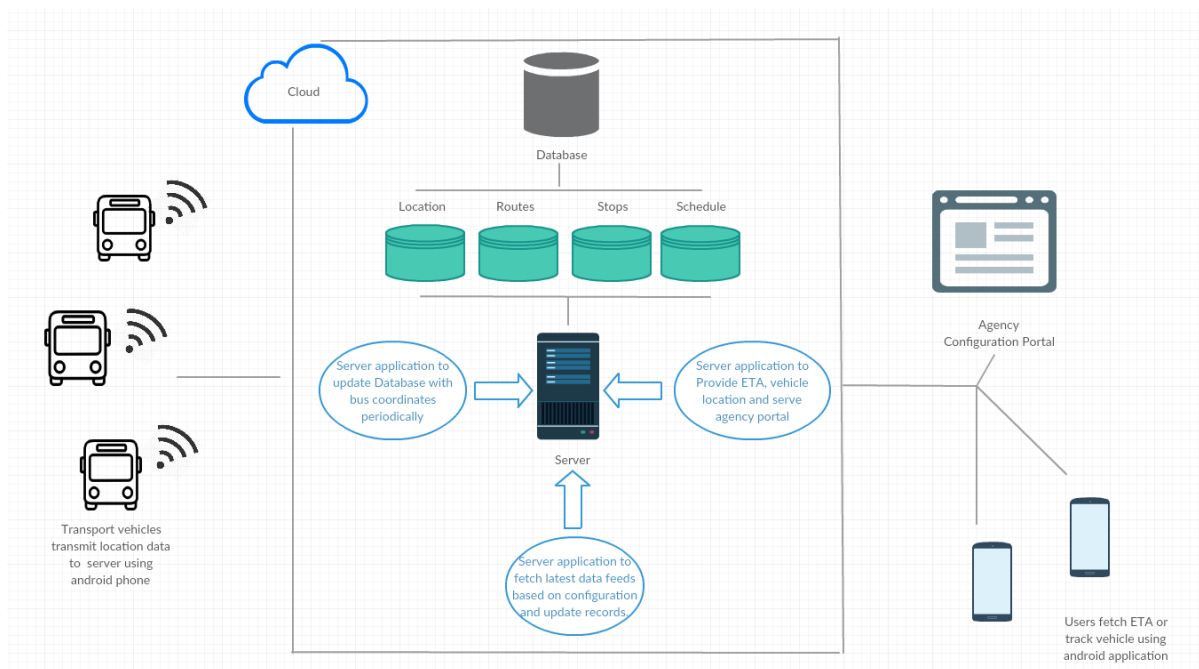 Cloud
Database
Location
Routes
Stops
Schedule
Server application to
update Database with
bus coordinates
periodically
Server application to
Provide ETA, vehicle
location and serve
agency portal
Server
Server application to
fetch latest data feeds
based on configuration
and update records.
Transport vehicles
transmit location data
to server using
android phone
Agency
Configuration Portal
Users fetch ETA or
track vehicle using
android application